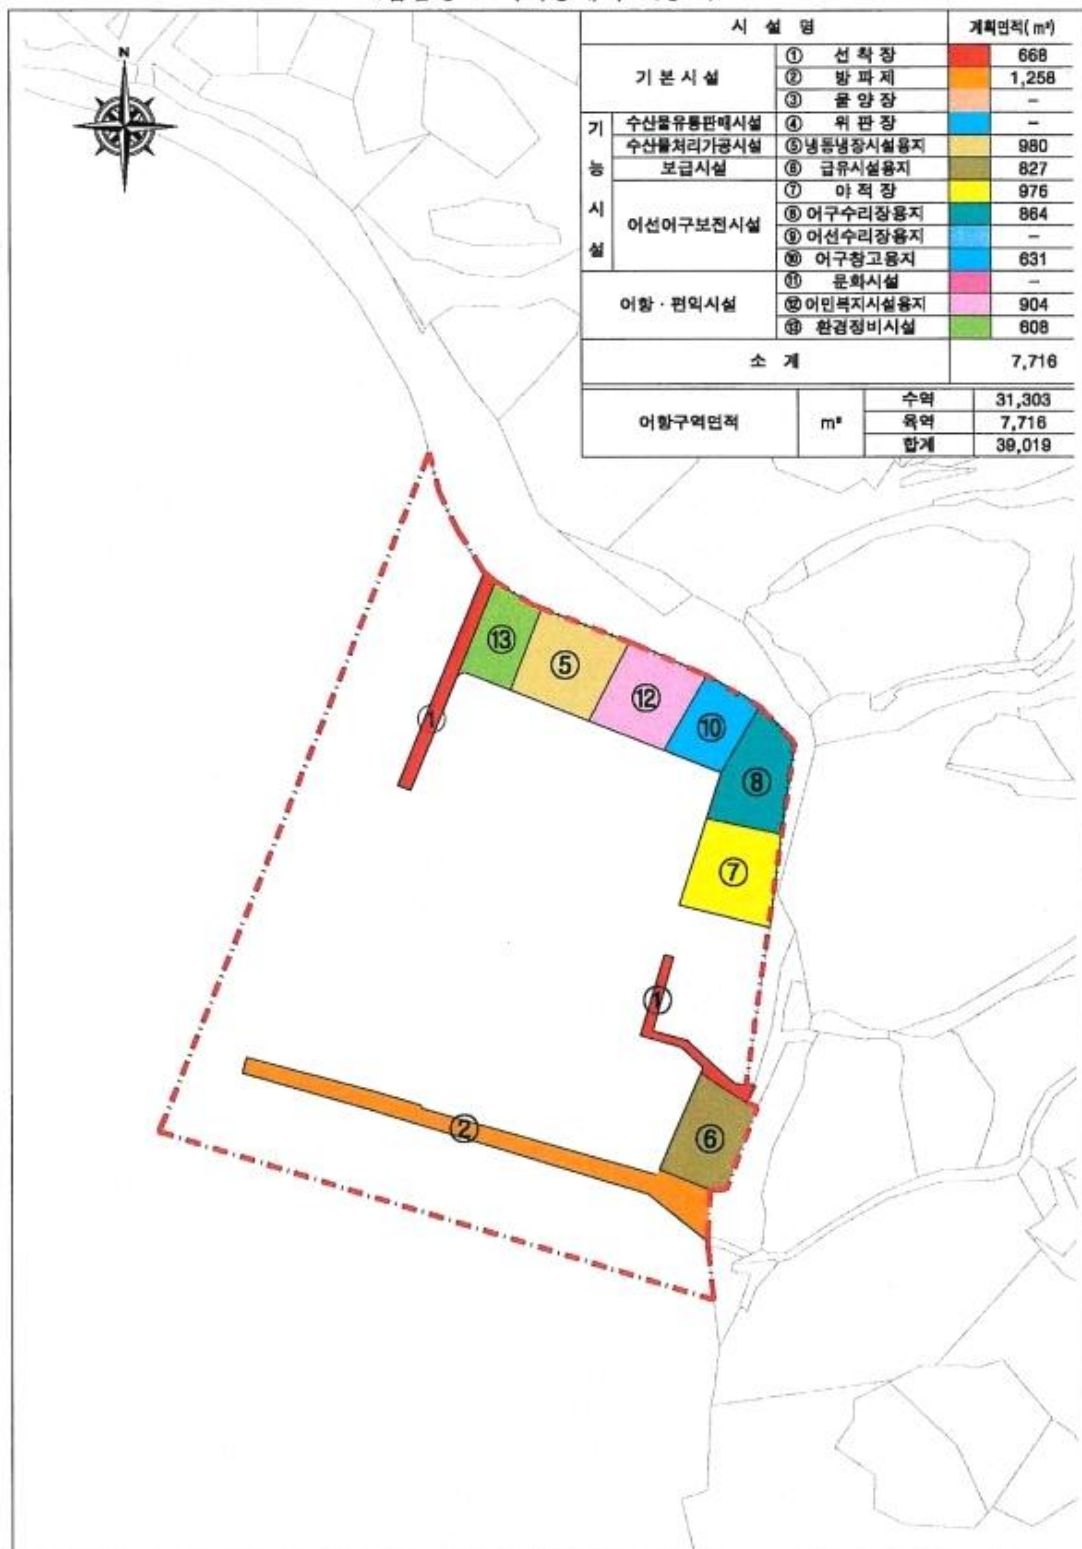 N
시 설 명 계획면적(㎡)
기 본 시 설 ① 선 착 장 668
② 방 파 제 1,258
③ 물 양 장 -
기능시설 수산물유통판매시설 ④ 위 판 장 -
수산물처리가공시설 ⑤냉동냉장시설용지 980
보급시설 ⑥ 급유시설용지 827
어선어구보전시설 ⑦ 야 적 장 976
⑧ 어구수리장용지 864
⑨ 어선수리장용지 -
⑩ 어구창고용지 631
어항 · 편익시설 ⑪ 문화시설 -
⑫ 어민복지시설용지 904
⑬ 환경정비시설 608
소 계 7,716
어항구역면적 ㎡ 수역 31,303
육역 7,716
합계 39,019
⑬
⑤
⑫
⑩
①
⑧
⑦
①
②
⑥